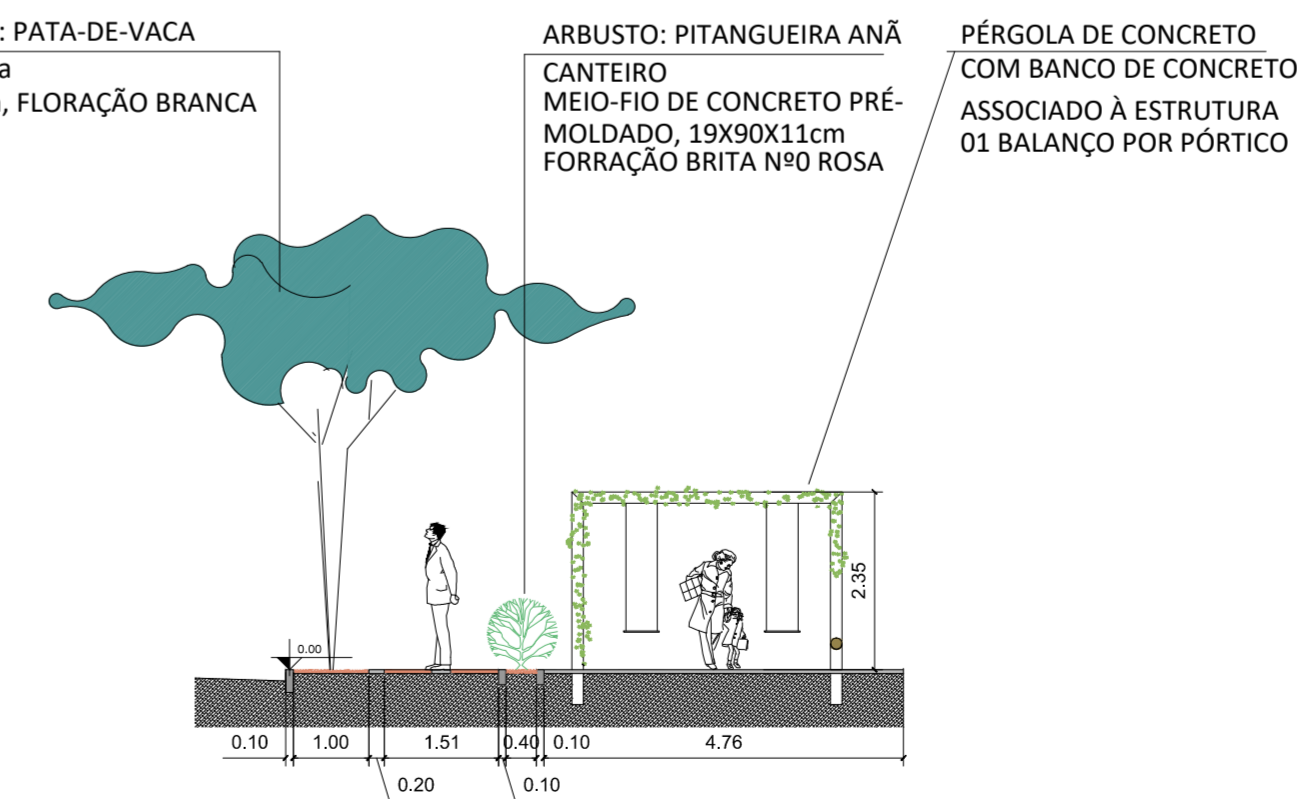 : PATA-DE-VACA
a
, FLORAÇÃO BRANCA
ARBUSTO: PITANGUEIRA ANÃ
CANTEIRO
MEIO-FIO DE CONCRETO PRÉ-
MOLDADO, 19X90X11cm
FORRAÇÃO BRITA Nº0 ROSA
PÉRGOLA DE CONCRETO
COM BANCO DE CONCRETO
ASSOCIADO À ESTRUTURA
01 BALANÇO POR PÓRTICO
2.35
0.00
0.10 1.00 1.51 0.40 0.10 4.76
0.20 0.10